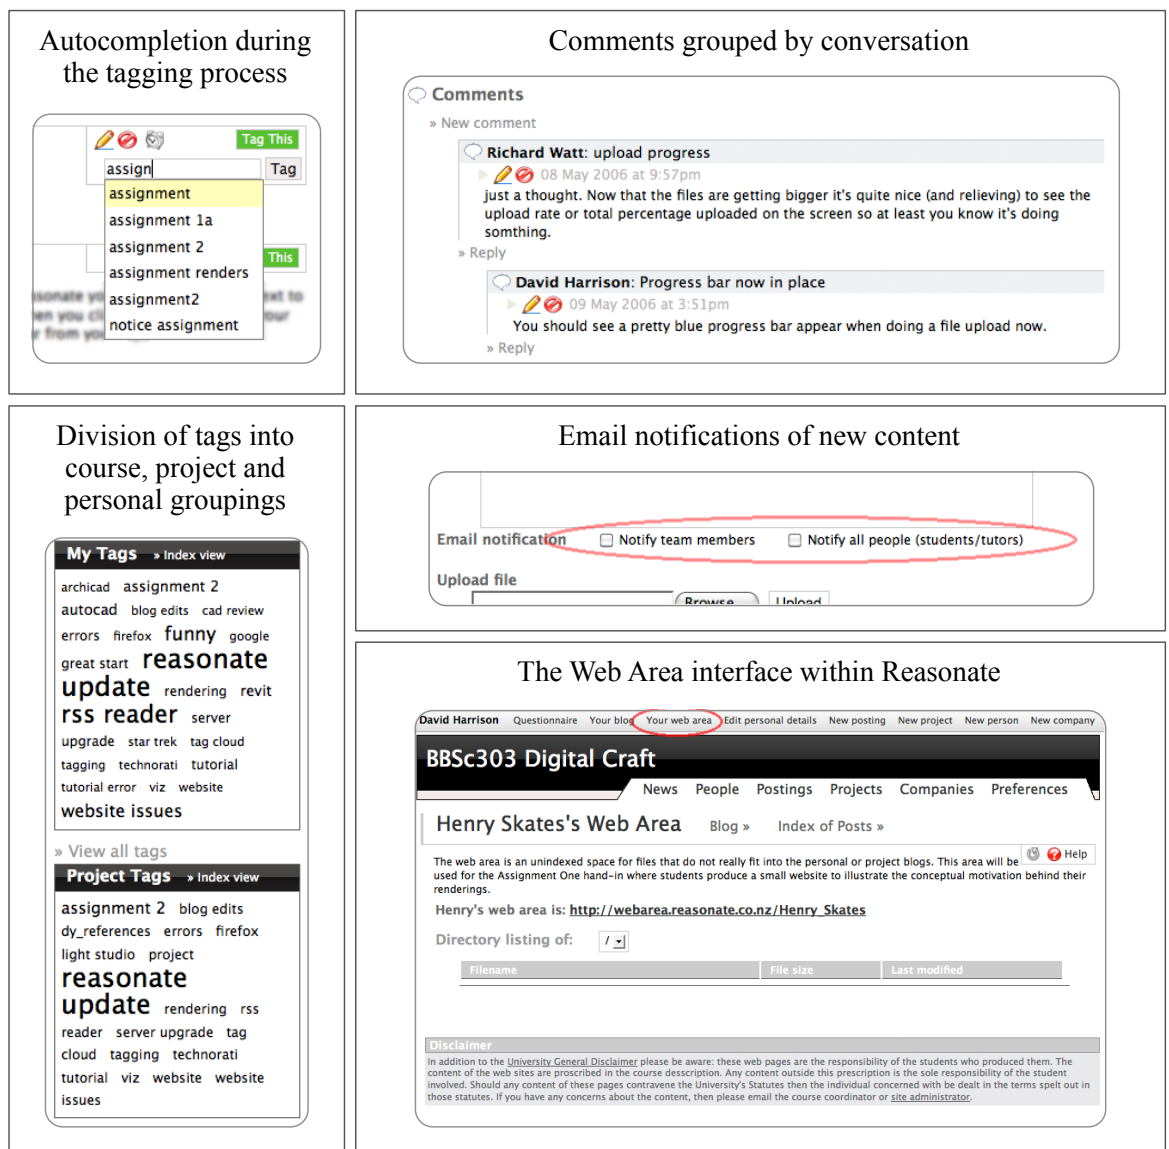 Autocompletion during
the tagging process
Tag This
assign
Tag
assignment
assignment 1a
assignment 2
This
assignment renders
assignment2
notice assignment
Comments grouped by conversation
Comments
» New comment
Richard Watt: upload progress
08 May 2006 at 9:57pm
just a thought. Now that the files are getting bigger it's quite nice (and relieving) to see the
upload rate or total percentage uploaded on the screen so at least you know it's doing
somthing.
» Reply
David Harrison: Progress bar now in place
09 May 2006 at 3:51pm
You should see a pretty blue progress bar appear when doing a file upload now.
» Reply
Division of tags into
course, project and
personal groupings
My Tags » Index view
archicad assignment 2
autocad blog edits cad review
errors firefox funny google
great start reasonate
update rendering revit
rss reader server
upgrade star trek tag cloud
tagging technorati tutorial
tutorial error viz website
website issues
» View all tags
Project Tags » Index view
assignment 2 blog edits
dy_references errors firefox
light studio project
reasonate
update rendering rss
reader server upgrade tag
cloud tagging technorati
tutorial viz website website
issues
Email notifications of new content
Email notification Notify team members Notify all people (students/tutors)
Upload file
Browse... Upload
The Web Area interface within Reasonate
David Harrison Questionnaire Your blog Your web area Edit personal details New posting New project New person New company
BBSc303 Digital Craft
News People Postings Projects Companies Preferences
Henry Skates's Web Area Blog » Index of Posts »
Help
The web area is an unindexed space for files that do not really fit into the personal or project blogs. This area will be
used for the Assignment One hand-in where students produce a small website to illustrate the conceptual motivation behind their
renderings.
Henry's web area is: http://webarea.reasonate.co.nz/Henry_Skates
Directory listing of: /
Filename File size Last modified
Disclaimer
In addition to the University General Disclaimer please be aware: these web pages are the responsibility of the students who produced them. The
content of the web sites are proscribed in the course desscription. Any content outside this prescription is the sole responsibility of the student
involved. Should any content of these pages contravene the University's Statutes then the individual concerned with be dealt in the terms spelt out in
those statutes. If you have any concerns about the content, then please email the course coordinator or site administrator.